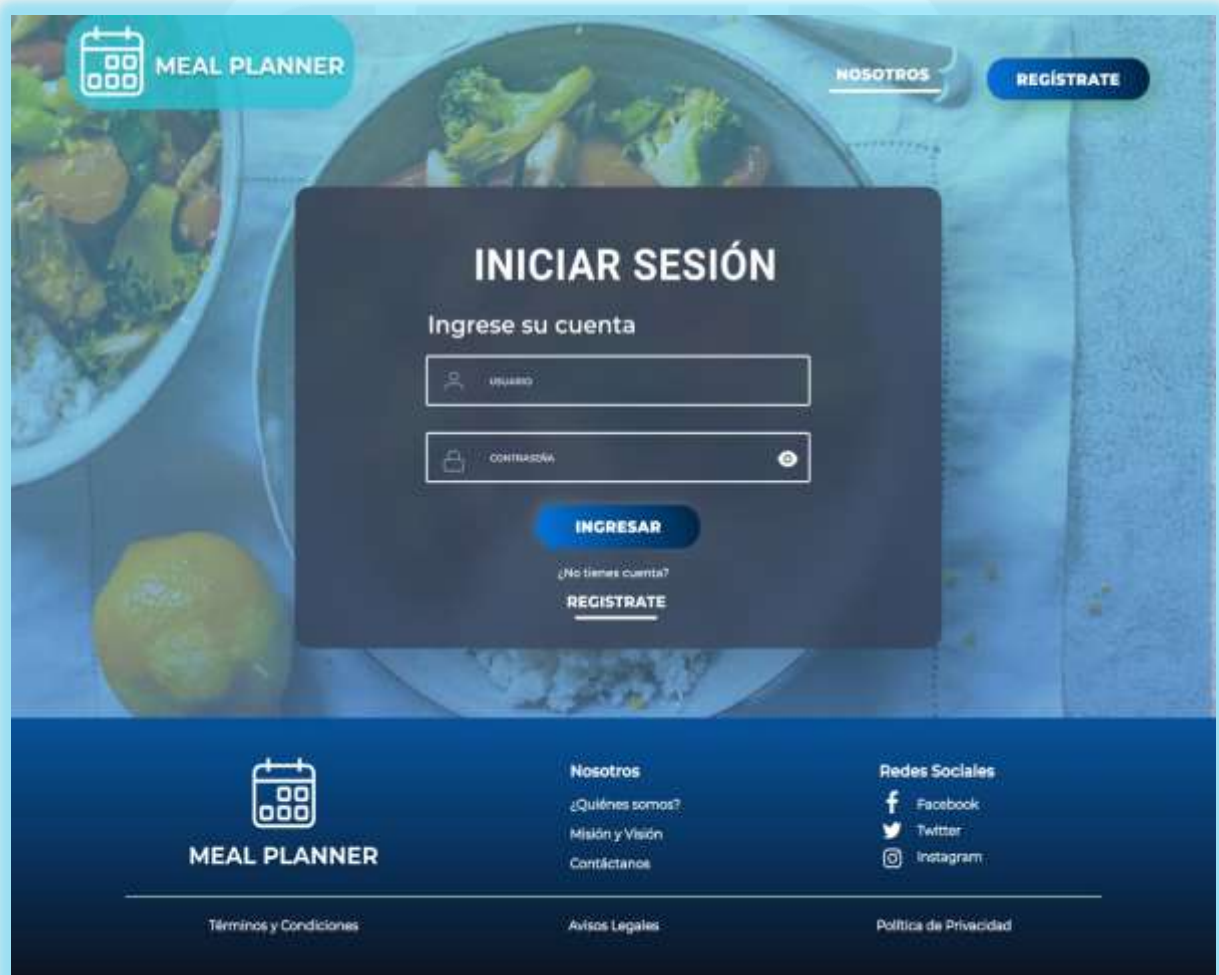 MEAL PLANNER
NOSOTROS
REGÍSTRATE
INICIAR SESIÓN
Ingrese su cuenta
USUARIO
CONTRASEÑA
INGRESAR
¿No tienes cuenta?
REGISTRATE
MEAL PLANNER
Nosotros
¿Quiénes somos?
Misión y Visión
Contáctanos
Redes Sociales
Facebook
Twitter
Instagram
Términos y Condiciones
Avisos Legales
Política de Privacidad